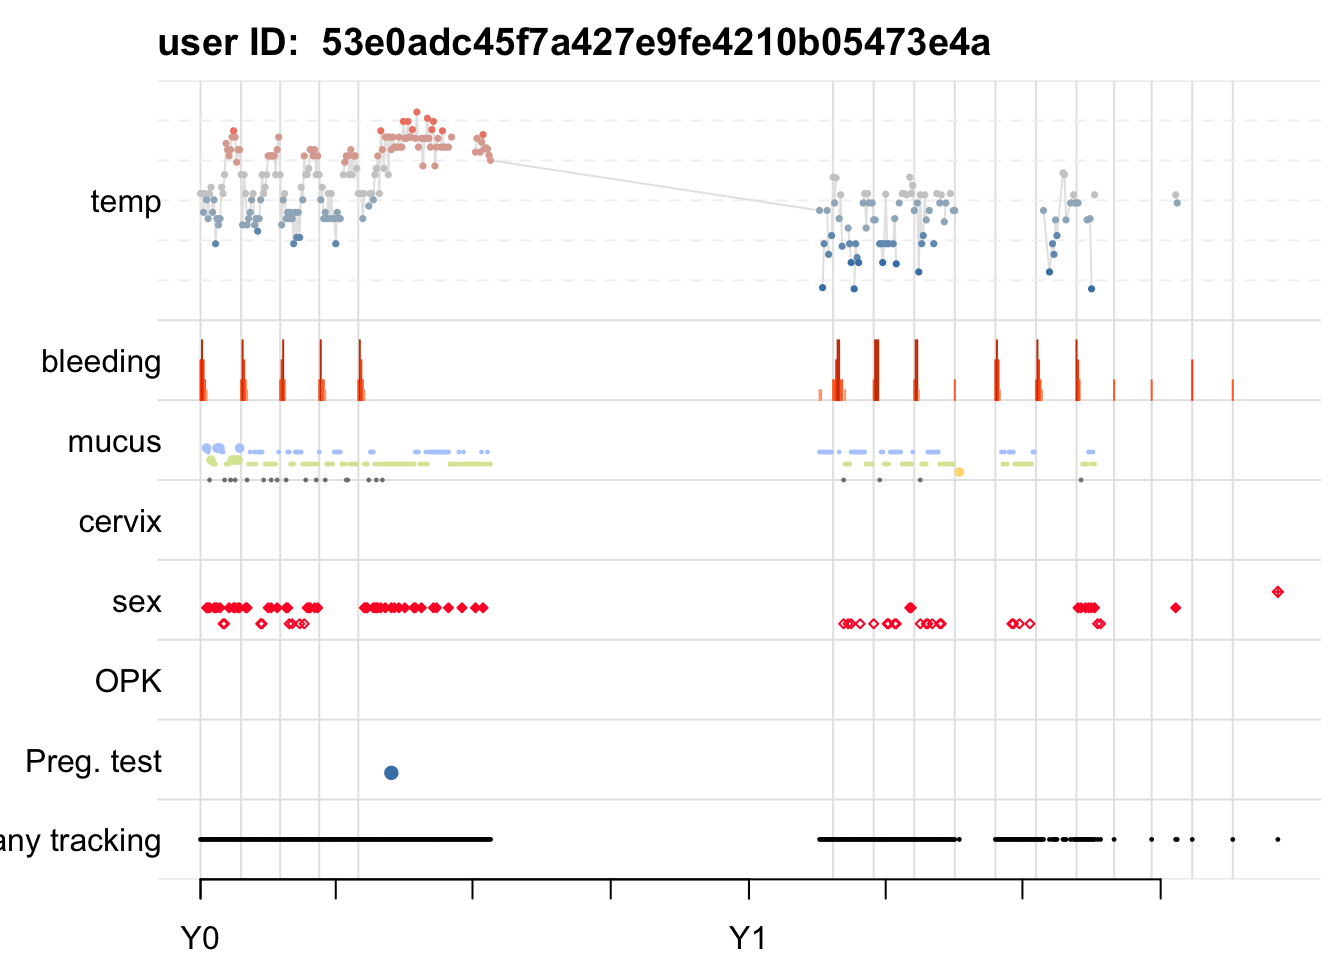 user ID:  53e0adc45f7a427e9fe4210b05473e4a
temp
bleeding
mucus
cervix
sex
OPK
Preg. test
any tracking
Y0 Y1